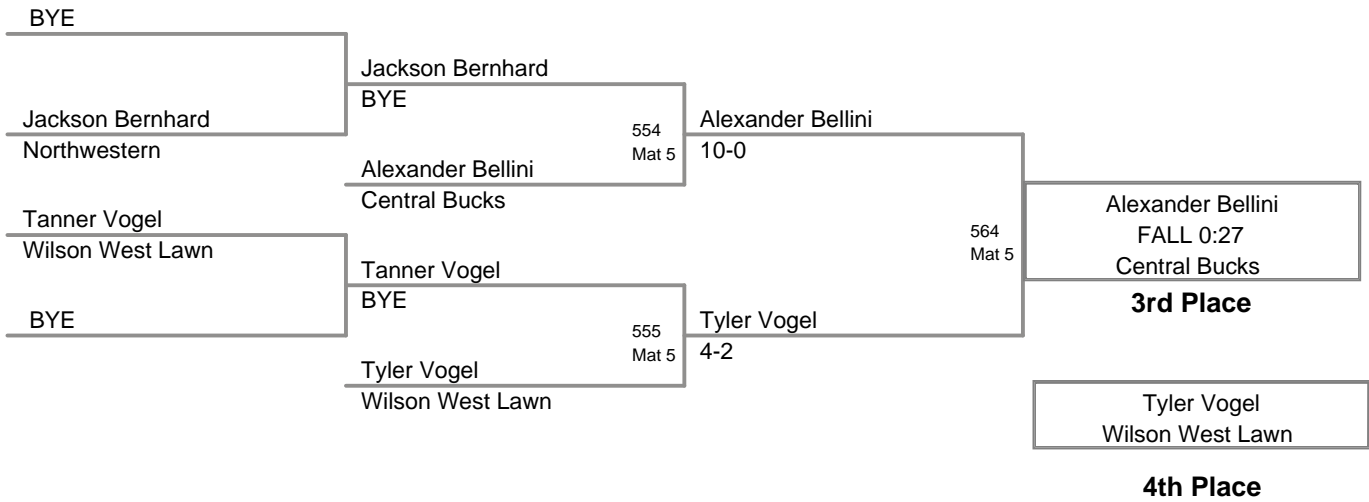 BYE
Jackson Bernhard
Northwestern
Tanner Vogel
Wilson West Lawn
BYE
Jackson Bernhard
BYE
Alexander Bellini
Central Bucks
Tanner Vogel
BYE
Tyler Vogel
Wilson West Lawn
554
Mat 5
555
Mat 5
Alexander Bellini
10-0
Tyler Vogel
4-2
564
Mat 5
Alexander Bellini
FALL 0:27
Central Bucks
3rd Place
Tyler Vogel
Wilson West Lawn
4th Place